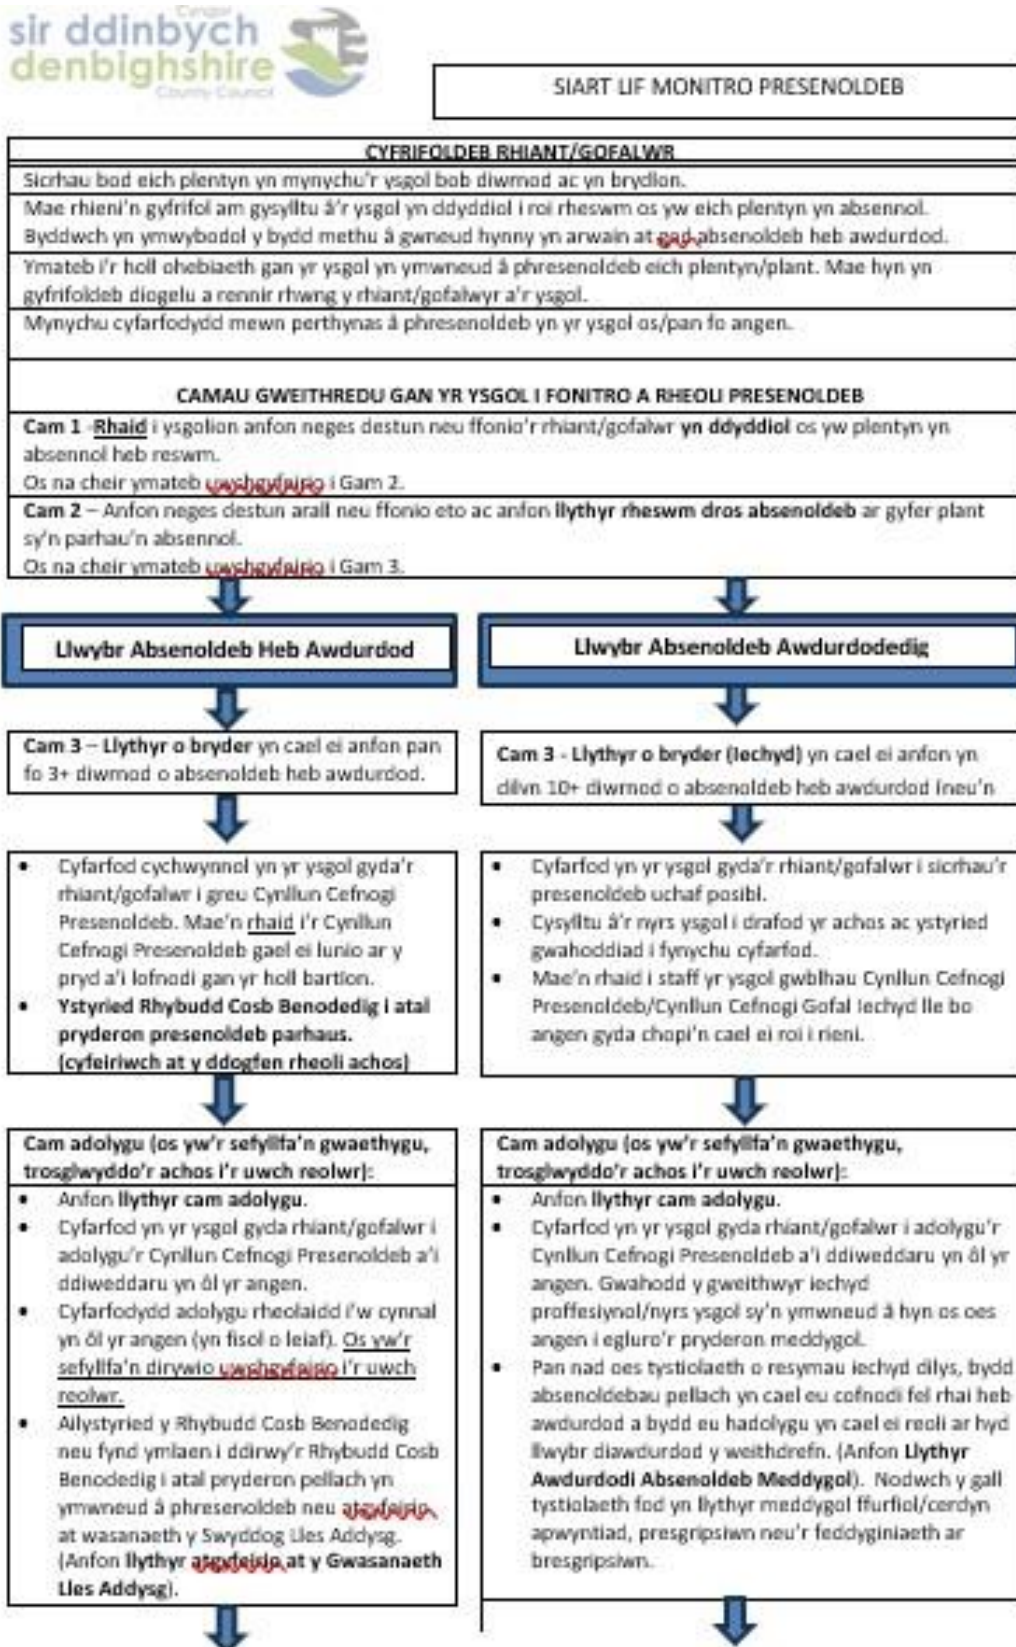 Cyngor
sir ddinbych
denbighshire
County Council
SIART LIF MONITRO PRESENOLDEB
CYFRIFOLDEB RHIANT/GOFALWR
Sicrhau bod eich plentyn yn mynychu'r ysgol bob diwrnod ac yn brydlon.
Mae rhieni'n gyfrifol am gysylltu â'r ysgol yn ddyddiol i roi rheswm os yw eich plentyn yn absennol.
Byddwch yn ymwybodol y bydd methu â gwneud hynny yn arwain at absenoldeb heb awdurdod.
Ymateb i'r holl ohebiaeth gan yr ysgol yn ymwneud â phresenoldeb eich plentyn/plant. Mae hyn yn
gyfrifoldeb diogelu a rennir rhwng y rhiant/gofalwyr a'r ysgol.
Mynychu cyfarfodydd mewn perthynas â phresenoldeb yn yr ysgol os/pan fo angen.
CAMAU GWEITHREDU GAN YR YSGOL I FONITRO A RHEOLI PRESENOLDEB
Cam 1 -Rhaid i ysgolion anfon neges destun neu ffonio'r rhiant/gofalwr yn ddyddiol os yw plentyn yn
absennol heb reswm.
Os na cheir ymateb uwchgyfeirio i Gam 2.
Cam 2 – Anfon neges destun arall neu ffonio eto ac anfon llythyr rheswm dros absenoldeb ar gyfer plant
sy'n parhau'n absennol.
Os na cheir ymateb uwchgyfeirio i Gam 3.
Llwybr Absenoldeb Heb Awdurdod
Cam 3 – Llythyr o bryder yn cael ei anfon pan
fo 3+ diwrnod o absenoldeb heb awdurdod.
• Cyfarfod cychwynnol yn yr ysgol gyda'r
rhiant/gofalwr i greu Cynllun Cefnogi
Presenoldeb. Mae'n rhaid i'r Cynllun
Cefnogi Presenoldeb gael ei lunio ar y
pryd a'i lofnodi gan yr holl bartïon.
• Ystyried Rhybudd Cosb Benodedig i atal
pryderon presenoldeb parhaus.
(cyfeiriwch at y ddogfen rheoli achos)
Cam adolygu (os yw'r sefyllfa'n gwaethygu,
trosglwyddo'r achos i'r uwch reolwr):
• Anfon llythyr cam adolygu.
• Cyfarfod yn yr ysgol gyda rhiant/gofalwr i
adolygu'r Cynllun Cefnogi Presenoldeb a'i
ddiweddaru yn ôl yr angen.
• Cyfarfodydd adolygu rheolaidd i'w cynnal
yn ôl yr angen (yn fisol o leiaf). Os yw'r
sefyllfa'n dirywio uwchgyfeirio i'r uwch
reolwr.
• Ailystyried y Rhybudd Cosb Benodedig
neu fynd ymlaen i ddirwy'r Rhybudd Cosb
Benodedig i atal pryderon pellach yn
ymwneud â phresenoldeb neu atgyfeirio
at wasanaeth y Swyddog Lles Addysg.
(Anfon llythyr atgyfeirio at y Gwasanaeth
Lles Addysg).
Llwybr Absenoldeb Awdurdodedig
Cam 3 - Llythyr o bryder (Iechyd) yn cael ei anfon yn
dilyn 10+ diwrnod o absenoldeb heb awdurdod (neu'n
• Cyfarfod yn yr ysgol gyda'r rhiant/gofalwr i sicrhau'r
presenoldeb uchaf posibl.
• Cysylltu â'r nyrs ysgol i drafod yr achos ac ystyried
gwahoddiad i fynychu cyfarfod.
• Mae'n rhaid i staff yr ysgol gwblhau Cynllun Cefnogi
Presenoldeb/Cynllun Cefnogi Gofal Iechyd lle bo
angen gyda chopi'n cael ei roi i rieni.
Cam adolygu (os yw'r sefyllfa'n gwaethygu,
trosglwyddo'r achos i'r uwch reolwr):
• Anfon llythyr cam adolygu.
• Cyfarfod yn yr ysgol gyda rhiant/gofalwr i adolygu'r
Cynllun Cefnogi Presenoldeb a'i ddiweddaru yn ôl yr
angen. Gwahodd y gweithwyr iechyd
proffesiynol/nyrs ysgol sy'n ymwneud â hyn os oes
angen i egluro'r pryderon meddygol.
• Pan nad oes tystiolaeth o resymau iechyd dilys, bydd
absenoldebau pellach yn cael eu cofnodi fel rhai heb
awdurdod a bydd eu hadolygu yn cael ei reoli ar hyd
llwybr diawdurdod y weithdrefn. (Anfon Llythyr
Awdurdodi Absenoldeb Meddygol). Nodwch y gall
tystiolaeth fod yn llythyr meddygol ffurfiol/cerdyn
apwyntiad, presgripsiwn neu'r feddyginiaeth ar
bresgripsiwn.